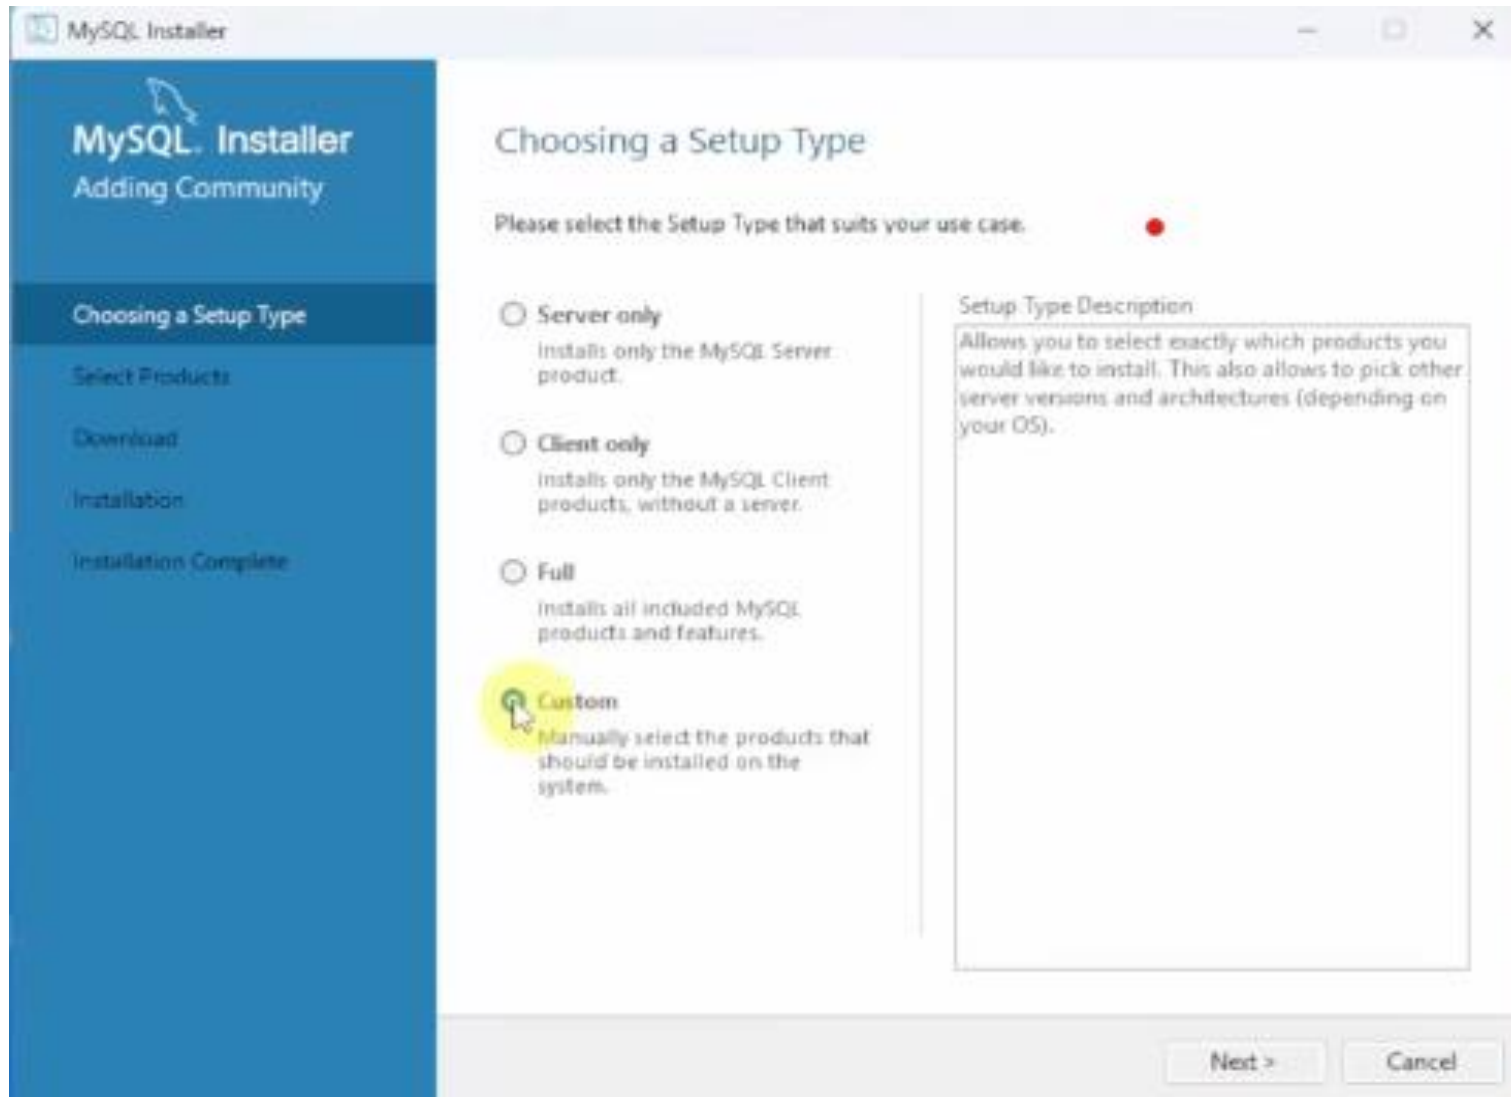 MySQL Installer
MySQL Installer
Adding Community
Choosing a Setup Type
Select Products
Download
Installation
Installation Complete
Choosing a Setup Type
Please select the Setup Type that suits your use case.
Server only
Installs only the MySQL Server
product.
Client only
Installs only the MySQL Client
products, without a server.
Full
Installs all included MySQL
products and features.
Custom
Manually select the products that
should be installed on the
system.
Setup Type Description
Allows you to select exactly which products you
would like to install. This also allows to pick other
server versions and architectures (depending on
your OS).
Next >
Cancel